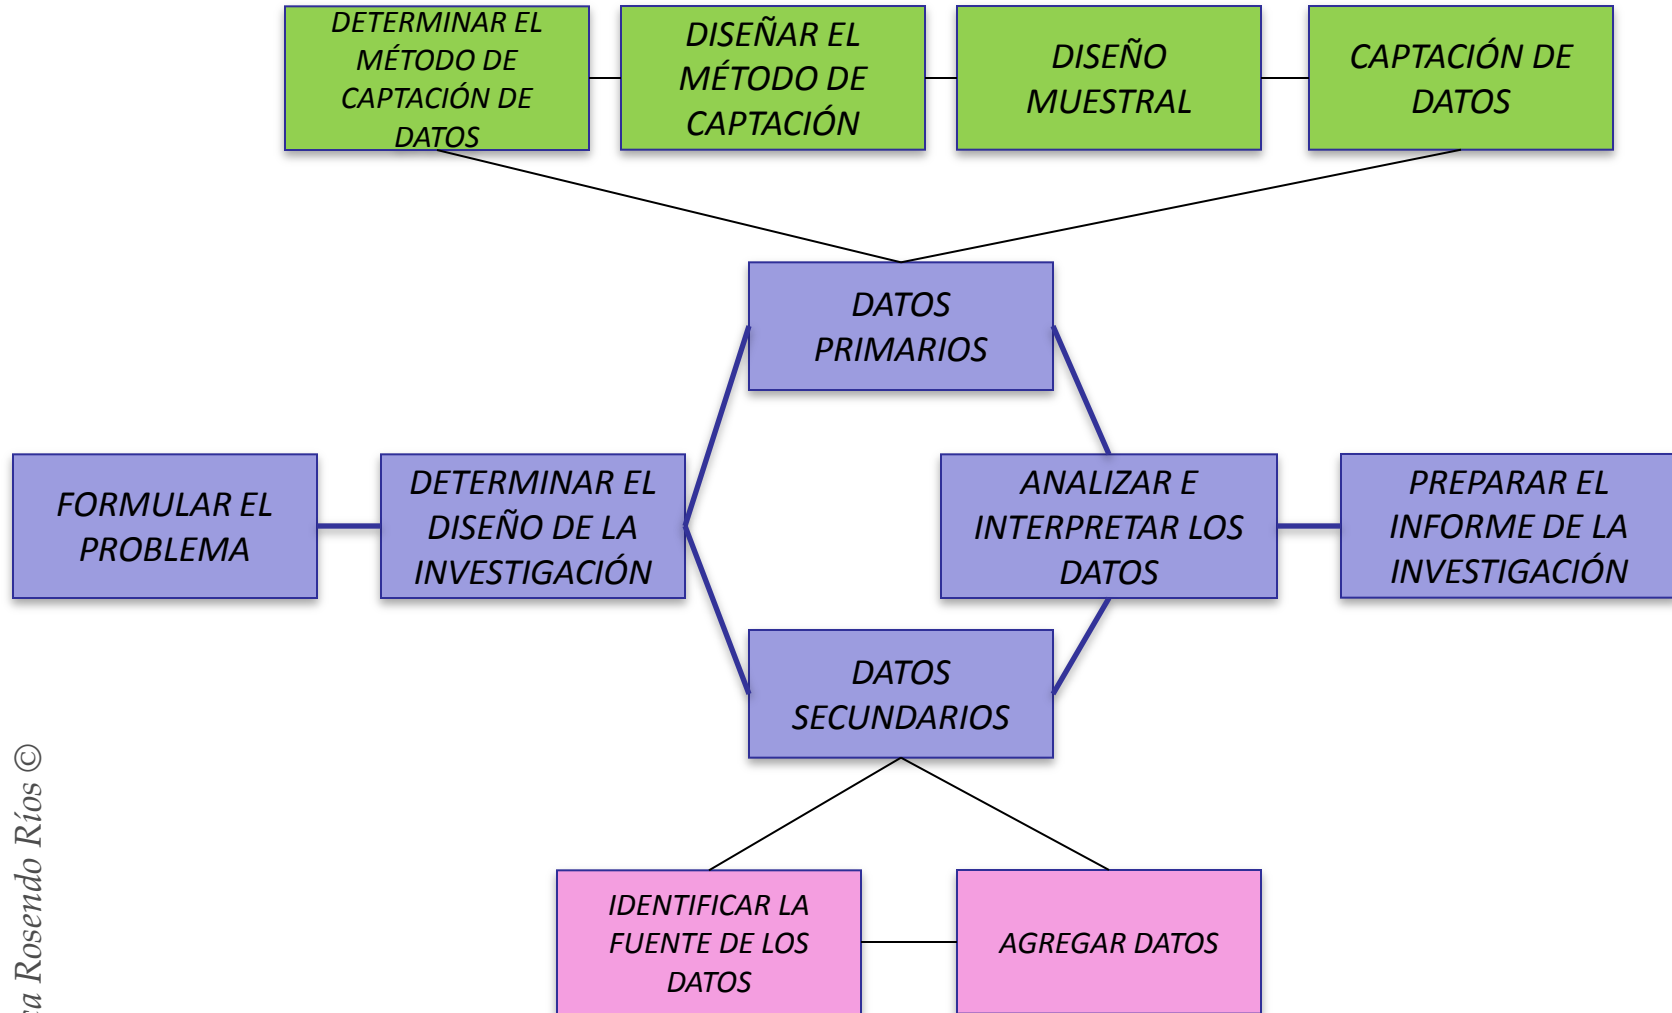 DETERMINAR EL
MÉTODO DE
CAPTACIÓN DE
DATOS
DISEÑAR EL
MÉTODO DE
CAPTACIÓN
DISEÑO
MUESTRAL
CAPTACIÓN DE
DATOS
DATOS
PRIMARIOS
FORMULAR EL
PROBLEMA
DETERMINAR EL
DISEÑO DE LA
INVESTIGACIÓN
ANALIZAR E
INTERPRETAR LOS
DATOS
PREPARAR EL
INFORME DE LA
INVESTIGACIÓN
DATOS
SECUNDARIOS
IDENTIFICAR LA
FUENTE DE LOS
DATOS
AGREGAR DATOS
Rosendo Ríos ©